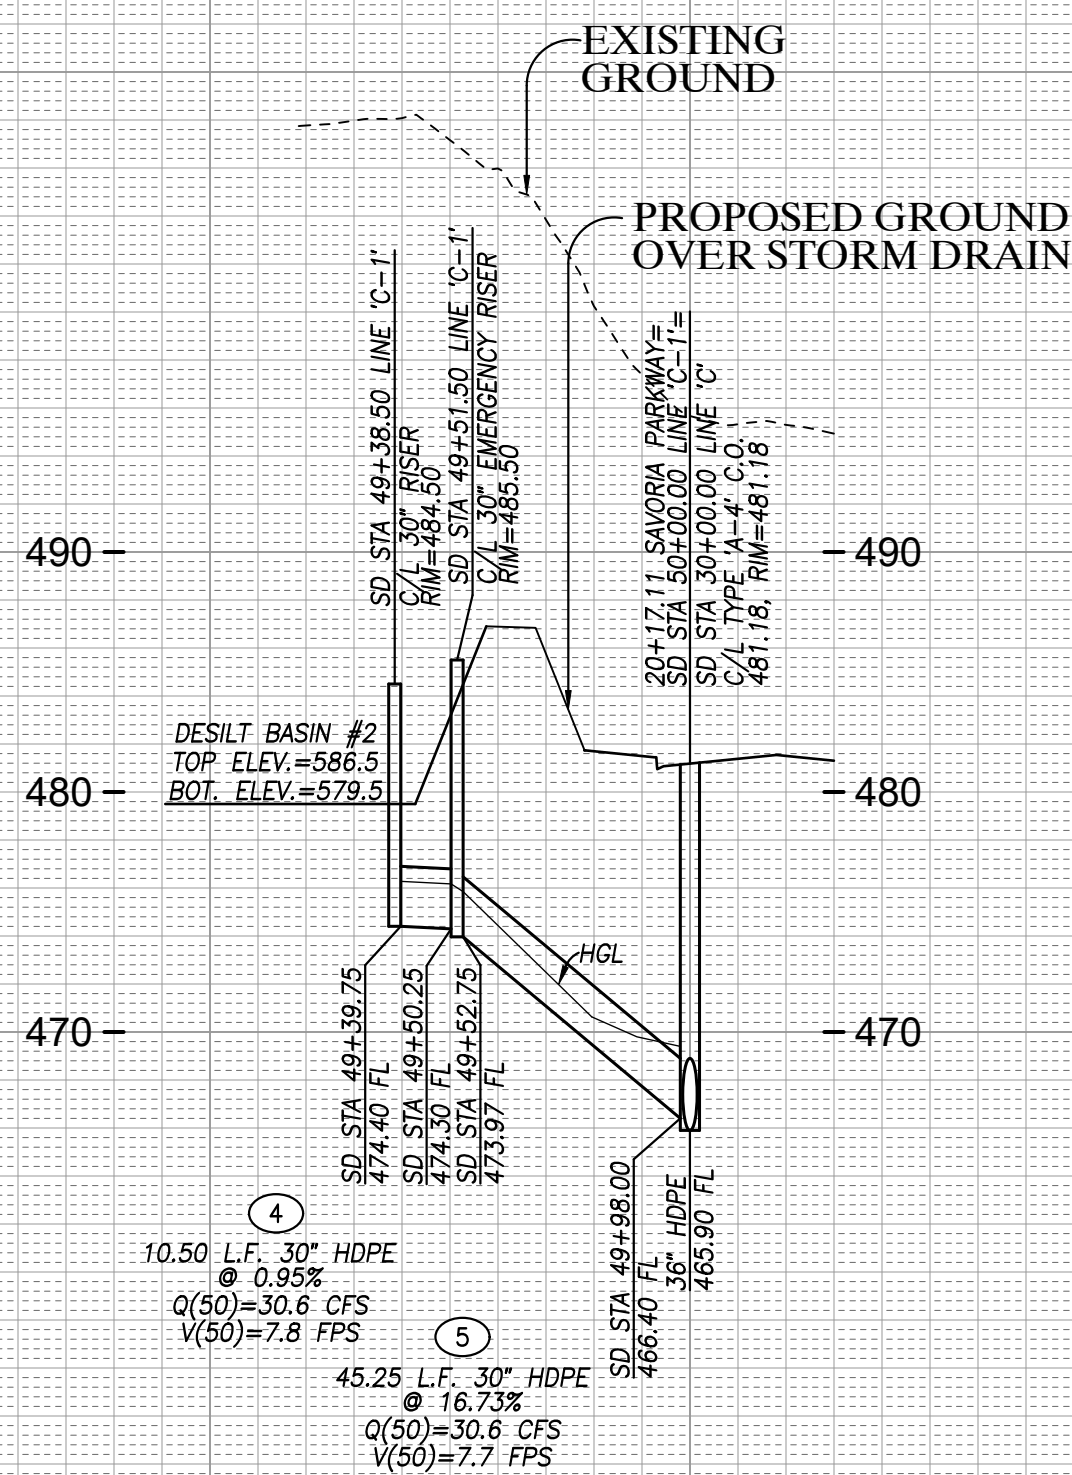 EXISTING
GROUND
PROPOSED GROUND
OVER STORM DRAIN
SD STA 49+38.50 LINE 'C-1'
C/L 30" RISER
RIM=484.50
SD STA 49+51.50 LINE 'C-1'
C/L 30" EMERGENCY RISER
RIM=485.50
20+17.11 SAVORIA PARKWAY=
SD STA 50+00.00 LINE 'C-1'=
SD STA 30+00.00 LINE 'C'
C/L TYPE 'A-4' C.O.
481.18, RIM=481.18
490
490
DESILT BASIN #2
TOP ELEV.=586.5
BOT. ELEV.=579.5
480
480
HGL
470
470
SD STA 49+39.75
474.40 FL
SD STA 49+50.25
474.30 FL
SD STA 49+52.75
473.97 FL
SD STA 49+98.00
466.40 FL
36" HDPE
465.90 FL
4
10.50 L.F. 30" HDPE
@ 0.95%
Q(50)=30.6 CFS
V(50)=7.8 FPS
5
45.25 L.F. 30" HDPE
@ 16.73%
Q(50)=30.6 CFS
V(50)=7.7 FPS